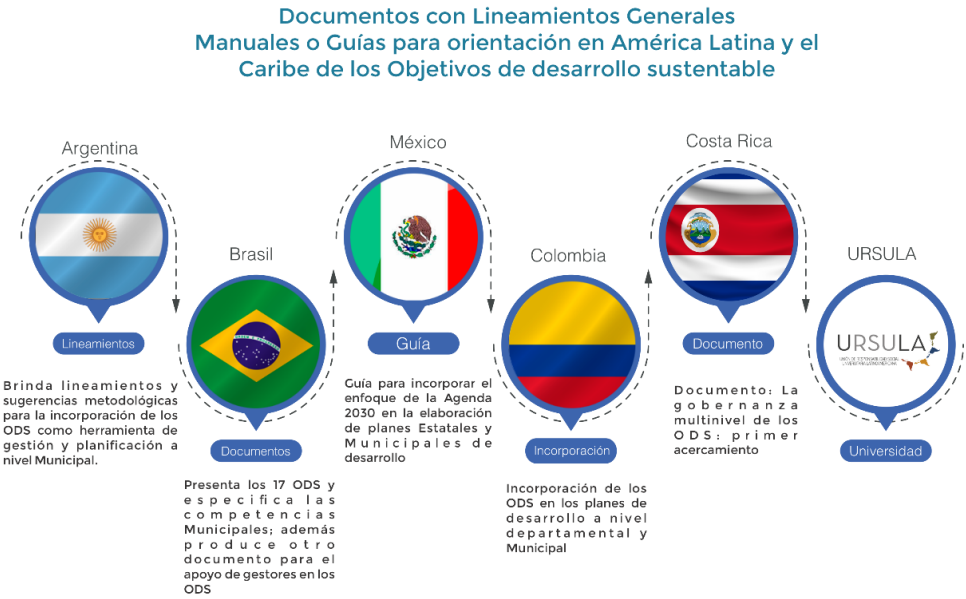 Documentos con Lineamientos Generales
Manuales o Guías para orientación en América Latina y el
Caribe de los Objetivos de desarrollo sustentable
Argentina
Lineamientos
Brinda lineamientos y
sugerencias metodológicas
para la incorporación de los
ODS como herramienta de
gestión y planificación a
nivel Municipal.
Brasil
Documentos
Presenta los 17 ODS y
especifica las
competencias
Municipales; además
produce otro
documento para el
apoyo de gestores en los
ODS
México
Guía
Guía para incorporar el
enfoque de la Agenda
2030 en la elaboración
de planes Estatales y
Municipales de
desarrollo
Colombia
Incorporación
Incorporación de los
ODS en los planes de
desarrollo a nivel
departamental y
Municipal
Costa Rica
Documento
Documento: La
gobernanza
multinivel de los
ODS: primer
acercamiento
URSULA
URSULA
Universidad